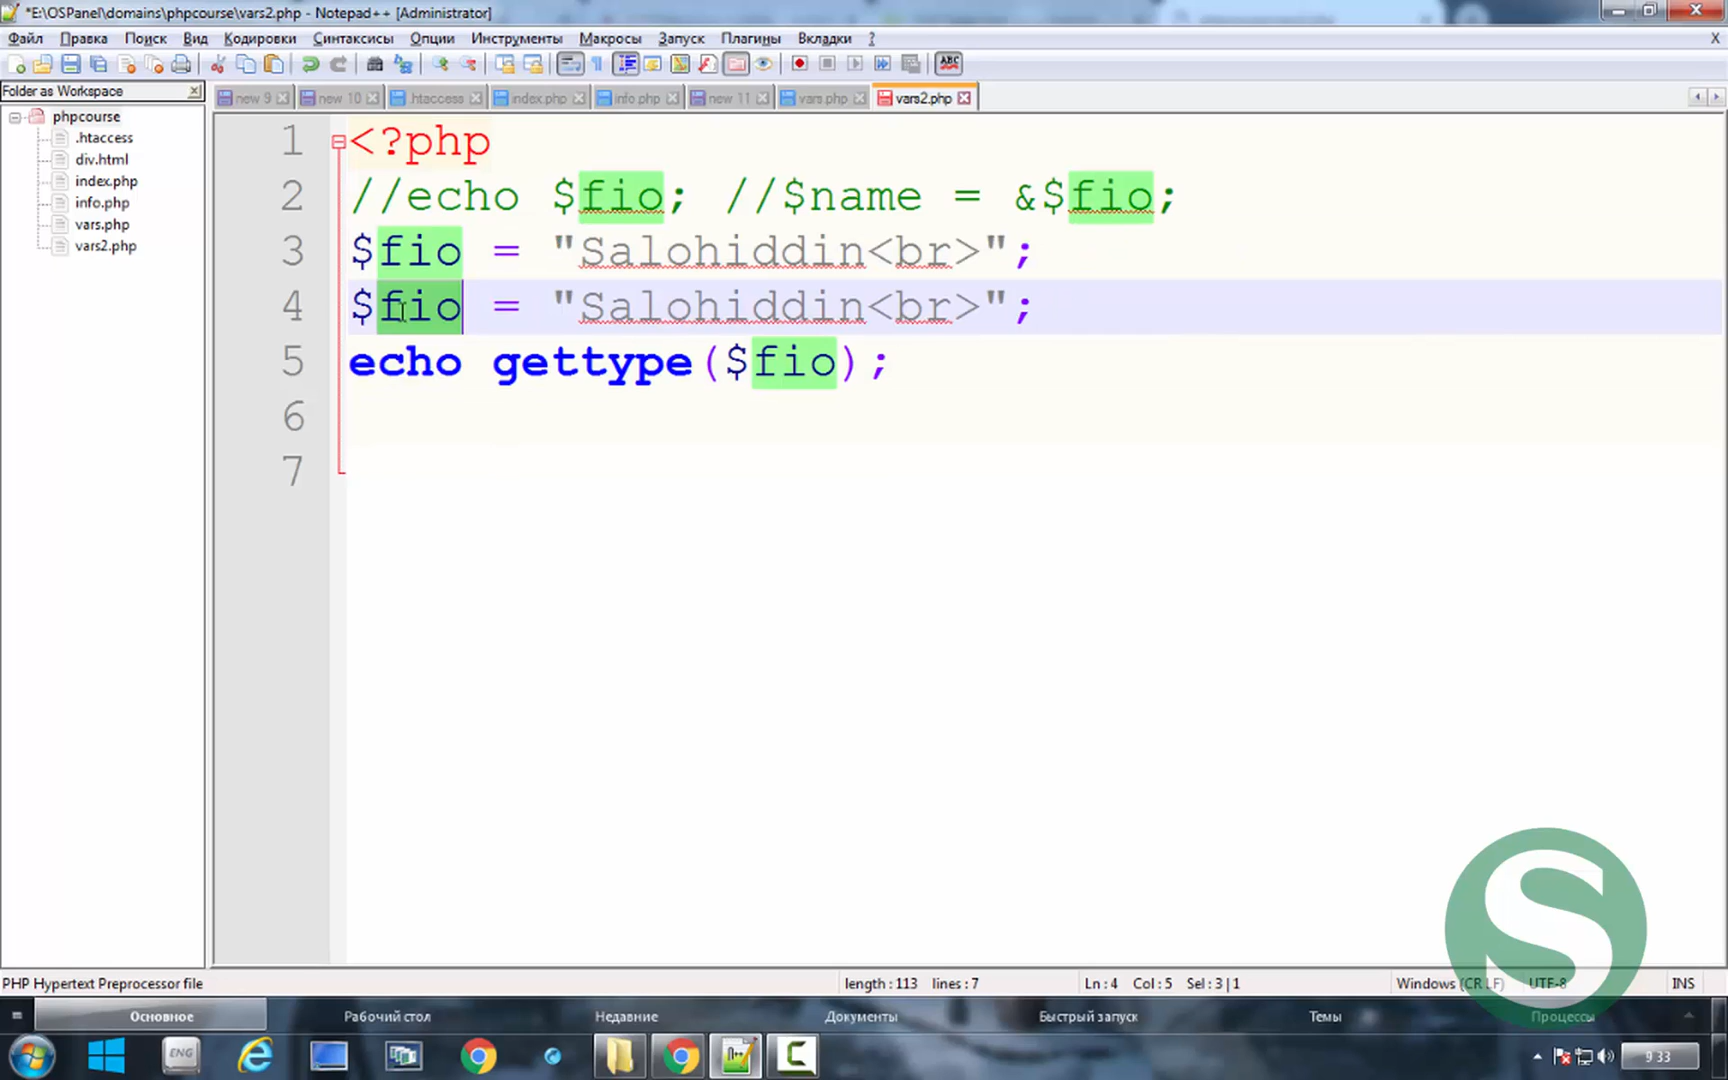 *E:\OSPanel\domains\phpcourse\vars2.php - Notepad++ [Administrator]
Файл Правка Поиск Вид Кодировки Синтаксисы Опции Инструменты Макросы Запуск Плагины Вкладки ? X
Folder as Workspace
new 9 new 10 .htaccess index.php info.php new 11 vars.php vars2.php
phpcourse
.htaccess
div.html
index.php
info.php
vars.php
vars2.php
1 <?php
2 //echo $fio; //$name = &$fio;
3 $fio = "Salohiddin<br>";
4 $fio = "Salohiddin<br>";
5 echo gettype($fio);
6
7
S
PHP Hypertext Preprocessor file length : 113 lines : 7 Ln : 4 Col : 5 Sel : 3 | 1 Windows (CR LF) UTF-8 INS
Основное Рабочий стол Недавние Документы Быстрый запуск Темы Процессы
ENG 9 33